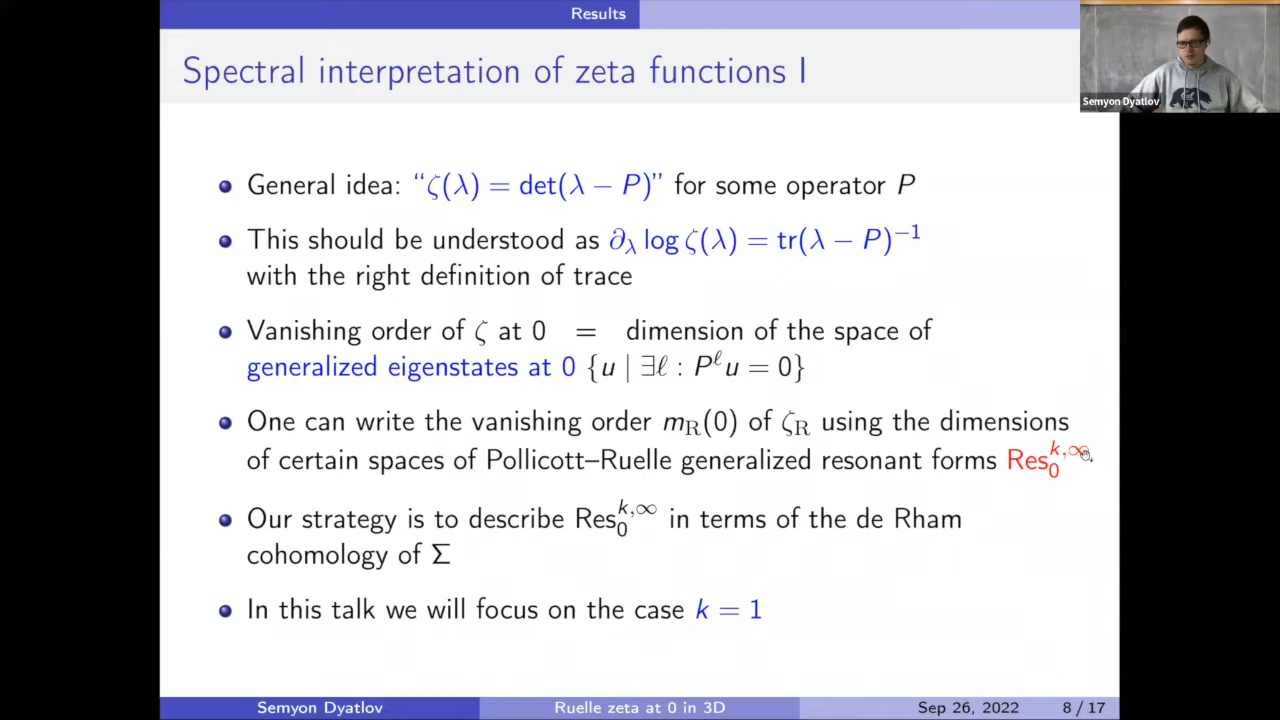 Results
Spectral interpretation of zeta functions I
Semyon Dyatlov
General idea: “ζ(λ) = det(λ − P)” for some operator P
This should be understood as ∂_λ log ζ(λ) = tr(λ − P)^{−1}
with the right definition of trace
Vanishing order of ζ at 0 = dimension of the space of
generalized eigenstates at 0 {u | ∃ℓ : P^ℓ u = 0}
One can write the vanishing order m_R(0) of ζ_R using the dimensions
of certain spaces of Pollicott–Ruelle generalized resonant forms Res_0^{k,∞}
Our strategy is to describe Res_0^{k,∞} in terms of the de Rham
cohomology of Σ
In this talk we will focus on the case k = 1
Semyon Dyatlov Ruelle zeta at 0 in 3D Sep 26, 2022 8 / 17